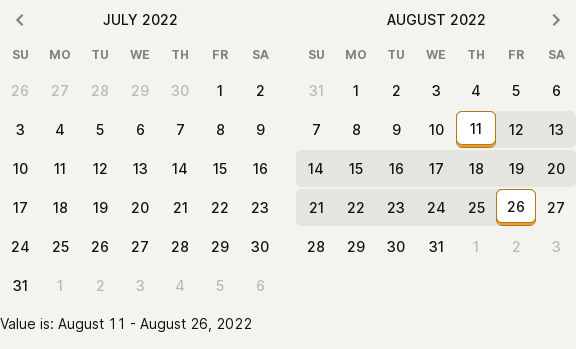 JULY 2022
SU MO TU WE TH FR SA
26 27 28 29 30 1 2
3 4 5 6 7 8 9
10 11 12 13 14 15 16
17 18 19 20 21 22 23
24 25 26 27 28 29 30
31 1 2 3 4 5 6
AUGUST 2022
SU MO TU WE TH FR SA
31 1 2 3 4 5 6
7 8 9 10 11 12 13
14 15 16 17 18 19 20
21 22 23 24 25 26 27
28 29 30 31 1 2 3
Value is: August 11 - August 26, 2022